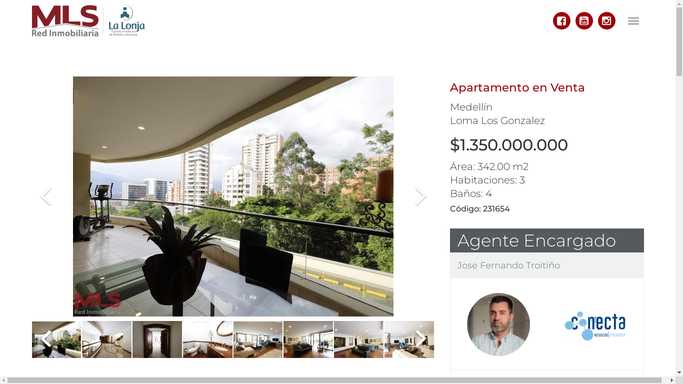 MLS
Red Inmobiliaria
La Lonja
Apartamento en Venta
Medellín
Loma Los Gonzalez
$1.350.000.000
Área: 342.00 m2
Habitaciones: 3
Baños: 4
Código: 231654
Agente Encargado
Jose Fernando Troitiño
conecta
MLS
Red Inmobiliaria